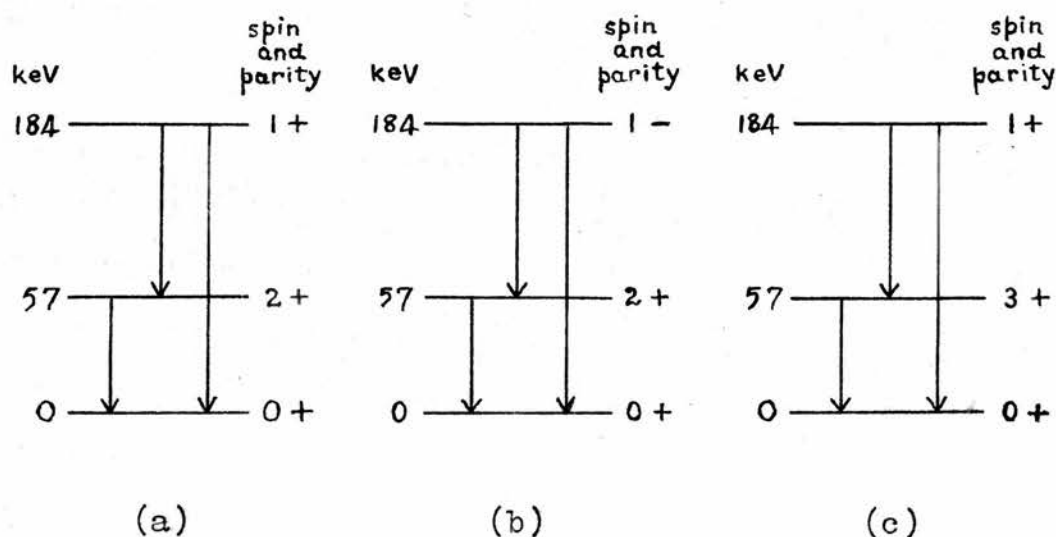 spin
and
keV parity
184 1 +
57 2 +
0 0 +
(a)
spin
and
keV parity
184 1 -
57 2 +
0 0 +
(b)
spin
and
keV parity
184 1 +
57 3 +
0 0 +
(c)